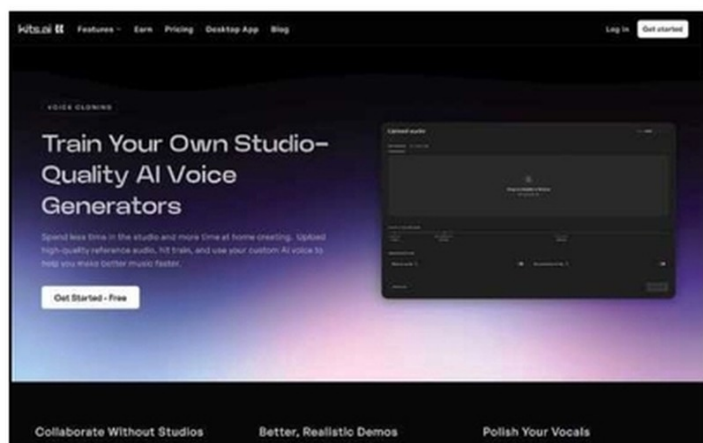 kits.ai Features Earn Pricing Desktop App Blog Log in Get started
VOICE CLONING
Train Your Own Studio-
Quality AI Voice
Generators
Spend less time in the studio and more time at home creating. Upload
high-quality reference audio, hit train, and use your custom AI voice to
help you make better music faster.
Get Started - Free
Upload audio
Collaborate Without Studios Better, Realistic Demos Polish Your Vocals